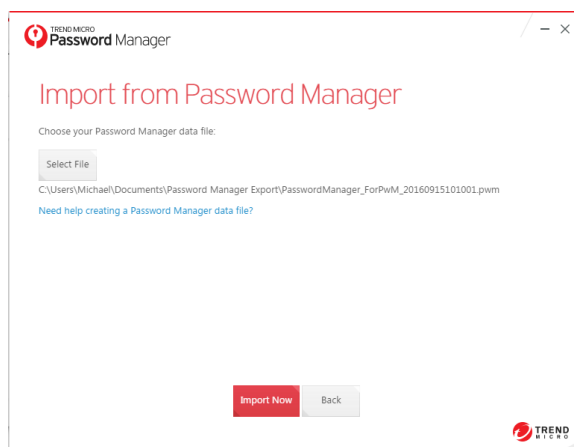 TREND MICRO
Password Manager
Import from Password Manager
Choose your Password Manager data file:
Select File
C:\Users\Michael\Documents\Password Manager Export\PasswordManager_ForPwM_20160915101001.pwm
Need help creating a Password Manager data file?
Import Now
Back
TREND
MICRO